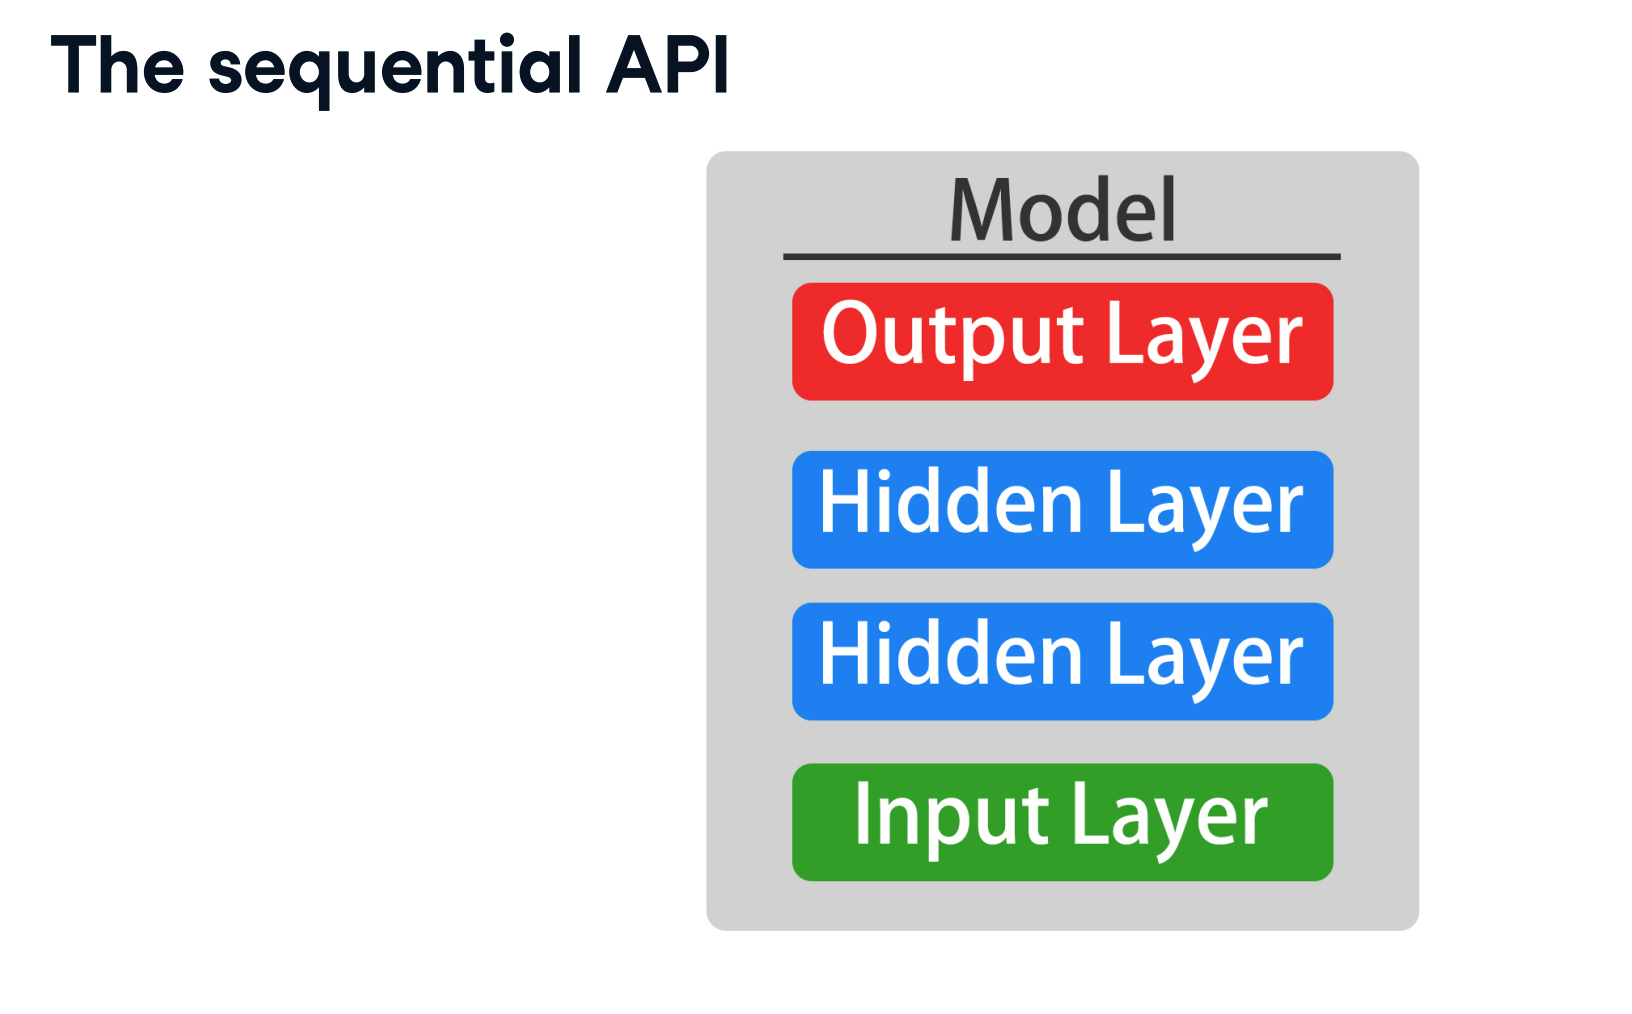 The sequential API
Model
Output Layer
Hidden Layer
Hidden Layer
Input Layer